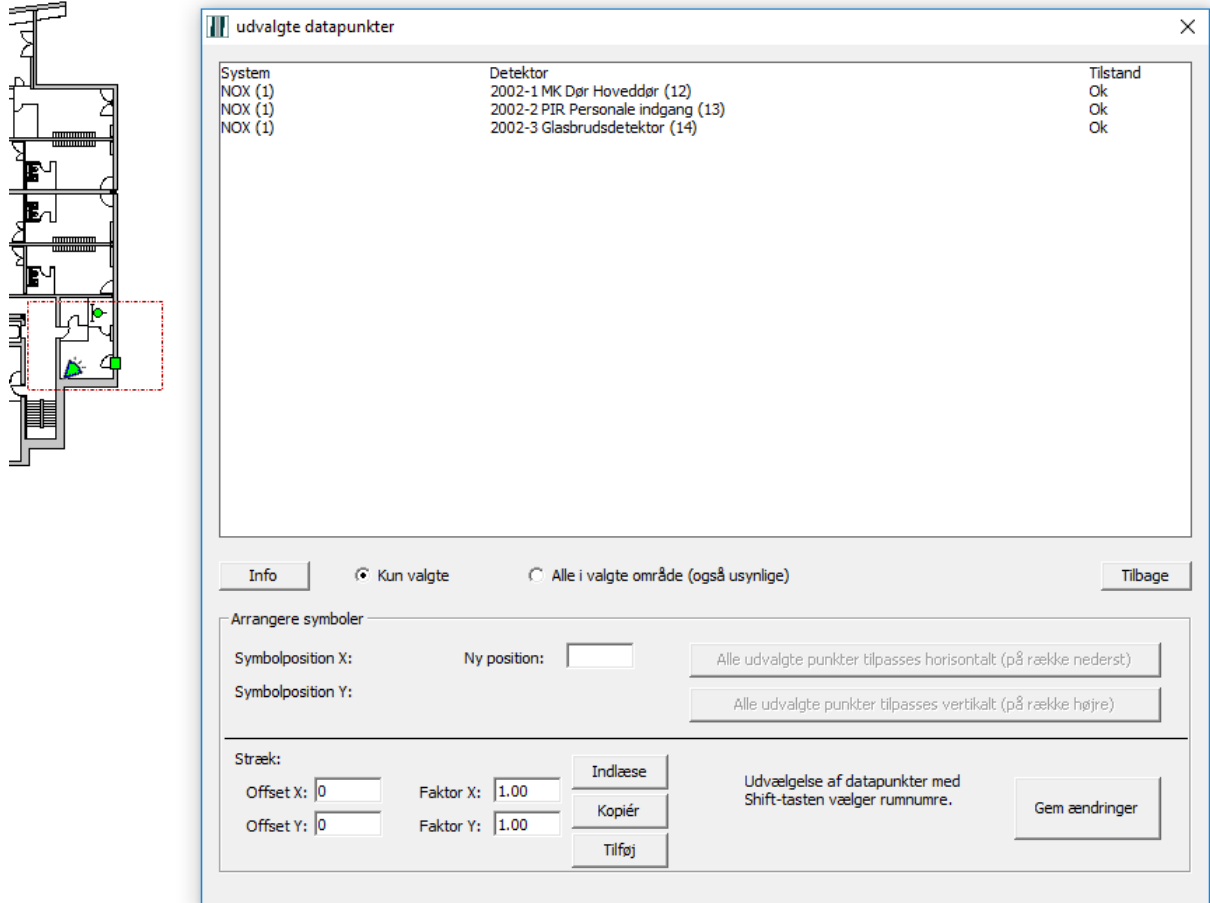 udvalgte datapunkter
System Detektor Tilstand
NOX (1) 2002-1 MK Dør Hoveddør (12) Ok
NOX (1) 2002-2 PIR Personale indgang (13) Ok
NOX (1) 2002-3 Glasbrudsdetektor (14) Ok
Info Kun valgte Alle i valgte område (også usynlige) Tilbage
Arrangere symboler
Symbolposition X: Ny position: Alle udvalgte punkter tilpasses horisontalt (på række nederst)
Symbolposition Y: Alle udvalgte punkter tilpasses vertikalt (på række højre)
Stræk:
Offset X: 0 Faktor X: 1.00 Indlæse
Offset Y: 0 Faktor Y: 1.00 Kopiér
Tilføj
Udvælgelse af datapunkter med
Shift-tasten vælger rumnumre.
Gem ændringer